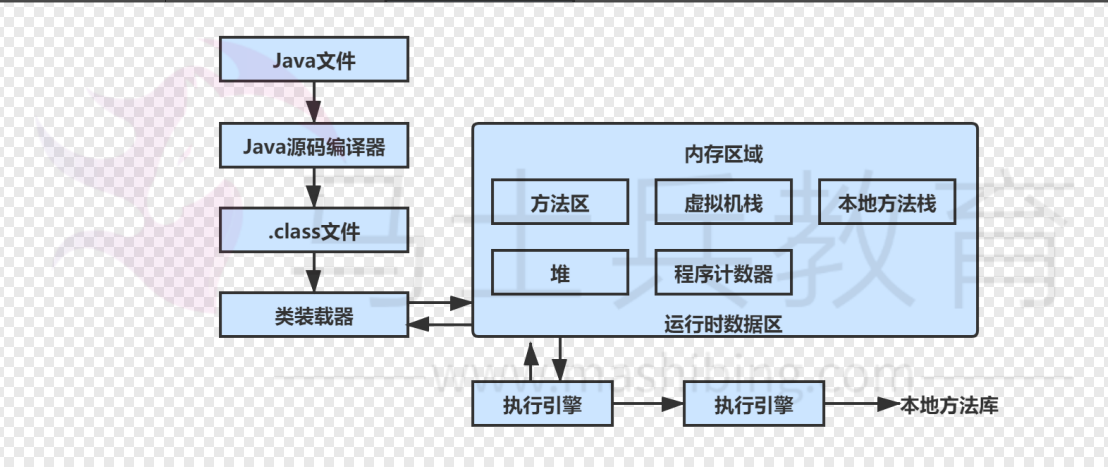 Java文件
Java源码编译器
.class文件
类装载器
内存区域
方法区
虚拟机栈
本地方法栈
堆
程序计数器
运行时数据区
执行引擎
执行引擎
本地方法库
马士兵教育
www.mashibing.com